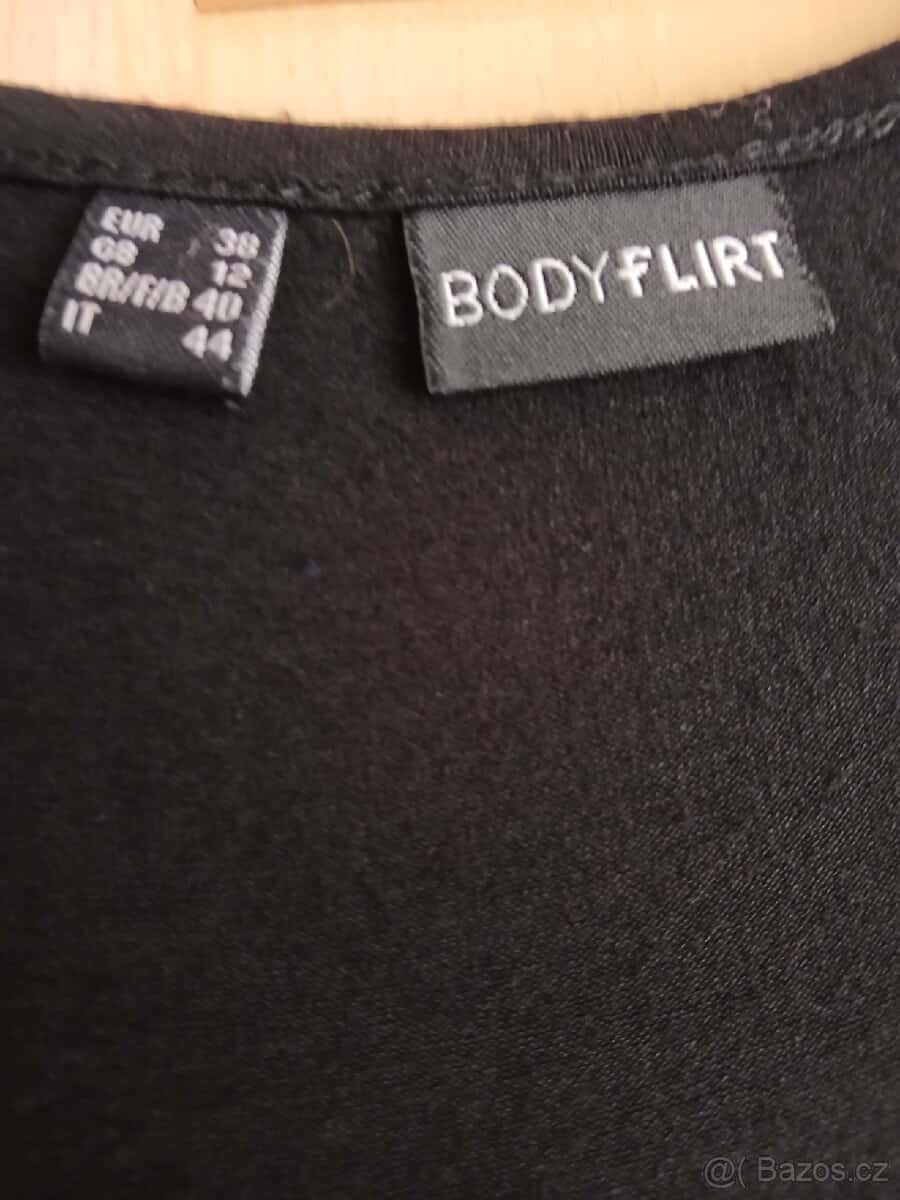 EUR 38
GB 12
BR/F/B 40
IT 44
BODYFLIRT
@( Bazos.cz